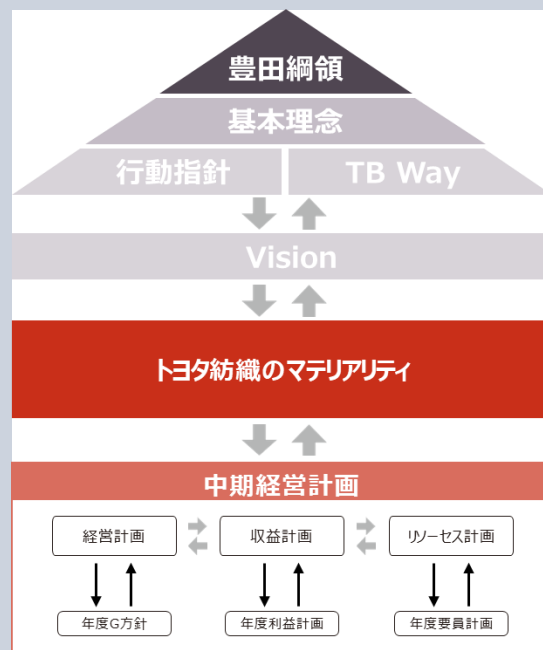 豊田綱領
基本理念
行動指針 TB Way
Vision
トヨタ紡織のマテリアリティ
中期経営計画
経営計画 収益計画 リソーセス計画
年度G方針 年度利益計画 年度要員計画